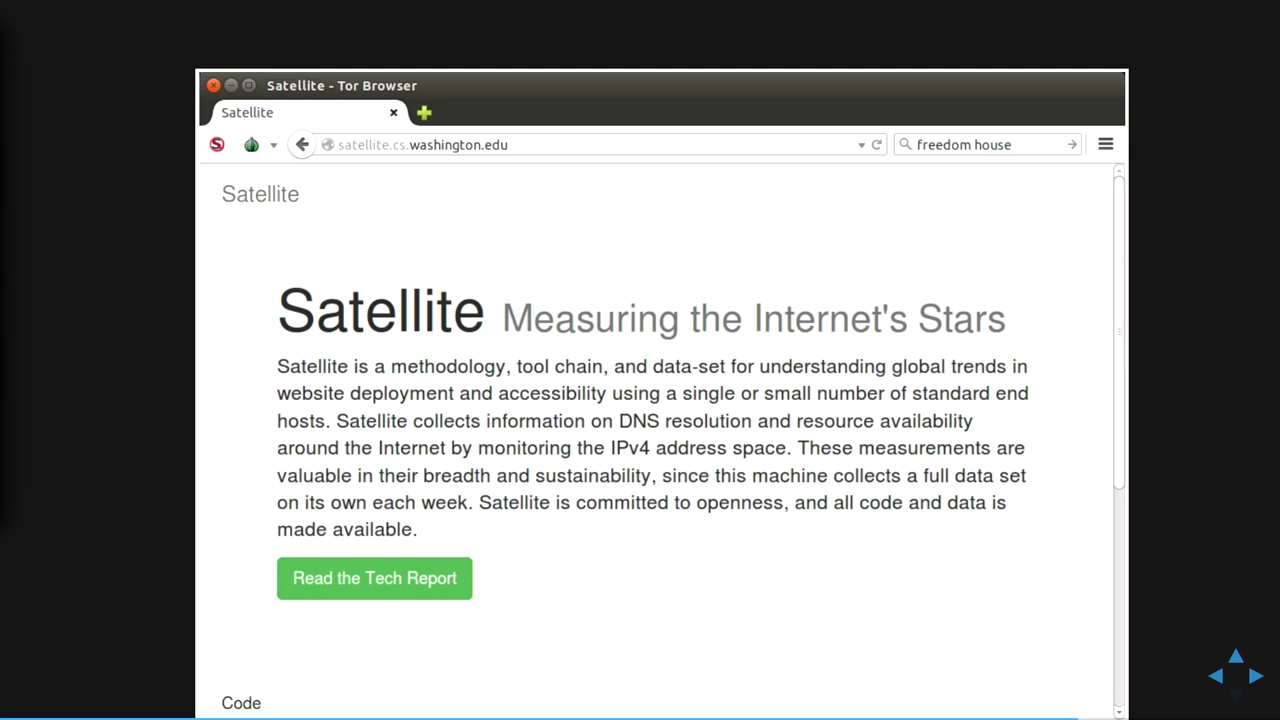 Satellite - Tor Browser
Satellite
satellite.cs.washington.edu
freedom house
Satellite
Satellite Measuring the Internet's Stars
Satellite is a methodology, tool chain, and data-set for understanding global trends in
website deployment and accessibility using a single or small number of standard end
hosts. Satellite collects information on DNS resolution and resource availability
around the Internet by monitoring the IPv4 address space. These measurements are
valuable in their breadth and sustainability, since this machine collects a full data set
on its own each week. Satellite is committed to openness, and all code and data is
made available.
Read the Tech Report
Code